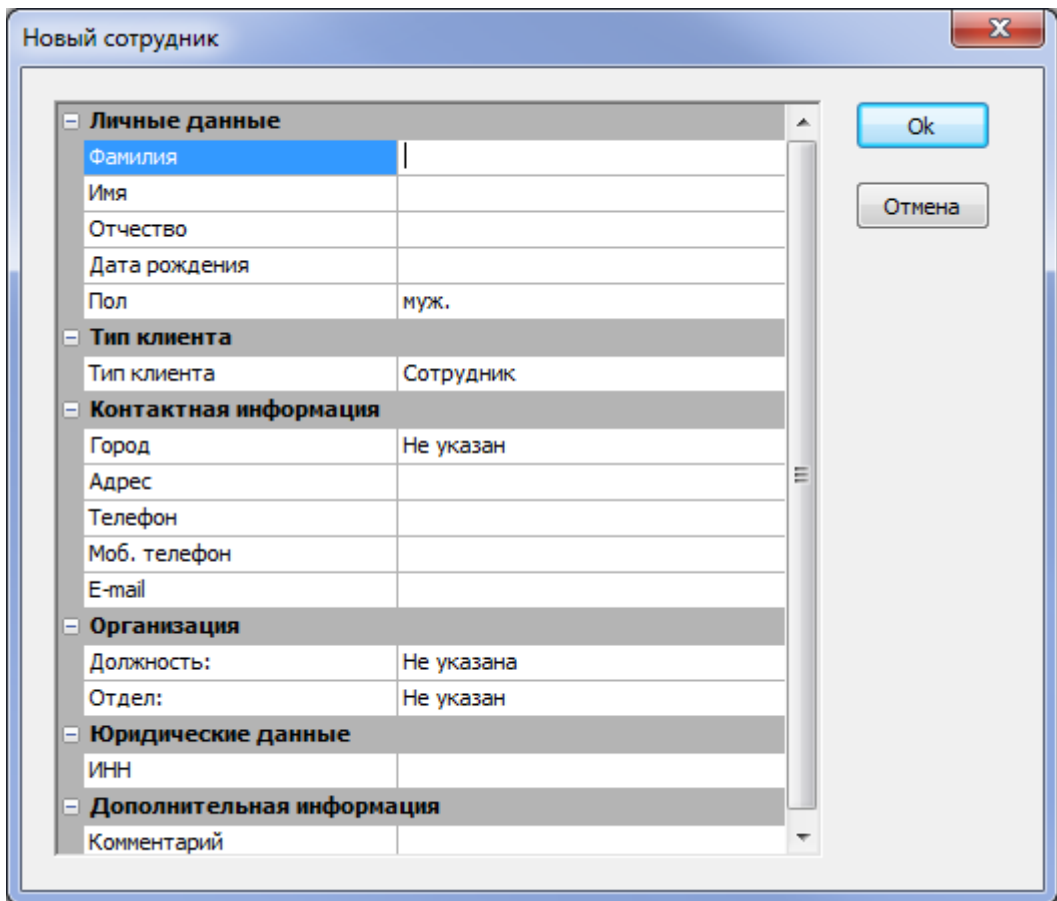 Новый сотрудник
Личные данные
Фамилия
Имя
Отчество
Дата рождения
Пол муж.
Тип клиента
Тип клиента Сотрудник
Контактная информация
Город Не указан
Адрес
Телефон
Моб. телефон
E-mail
Организация
Должность: Не указана
Отдел: Не указан
Юридические данные
ИНН
Дополнительная информация
Комментарий
Ok
Отмена